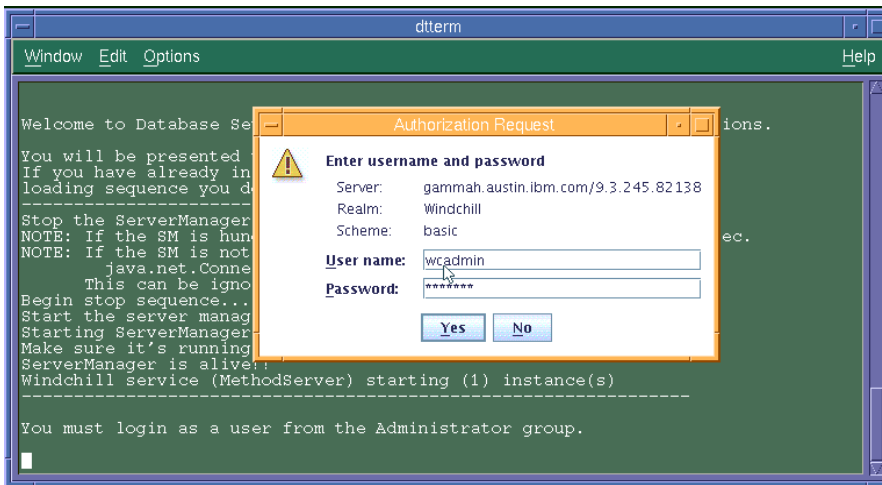 dtterm
Window Edit Options Help
Welcome to Database Se ions.
You will be presented
If you have already in
loading sequence you d
Stop the ServerManager
NOTE: If the SM is hun ec.
NOTE: If the SM is not
java.net.Conne
This can be igno
Begin stop sequence...
Start the server manag
Starting ServerManager
Make sure it's running
ServerManager is alive!!
Windchill service (MethodServer) starting (1) instance(s)
You must login as a user from the Administrator group.
Authorization Request
Enter username and password
Server: gammah.austin.ibm.com/9.3.245.82138
Realm: Windchill
Scheme: basic
User name: wcadmin
Password: *******
Yes No